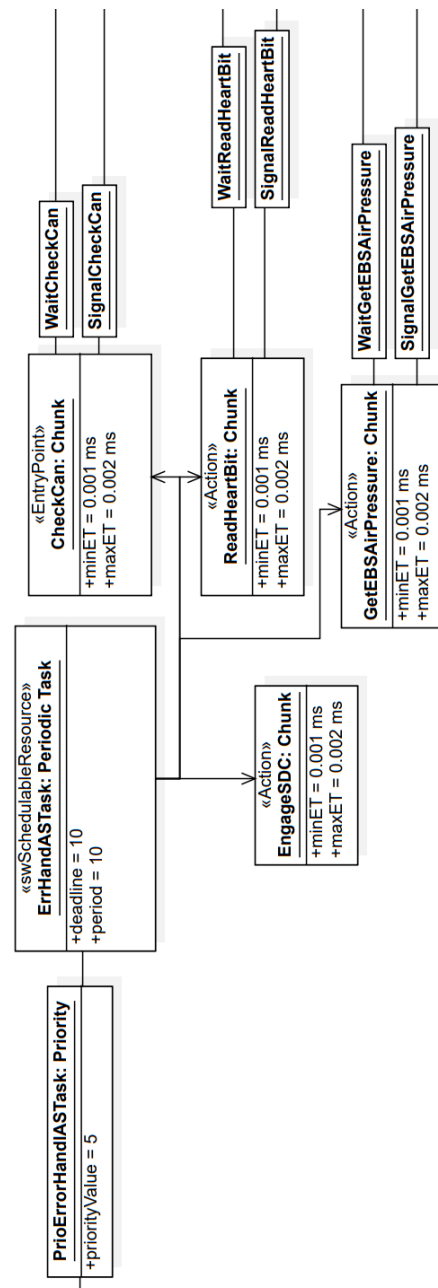 PrioErrorHandlASTask: Priority
+priorityValue = 5
«swSchedulableResource»
ErrHandASTask: Periodic Task
+deadline = 10
+period = 10
«EntryPoint»
CheckCan: Chunk
+minET = 0.001 ms
+maxET = 0.002 ms
WaitCheckCan
SignalCheckCan
«Action»
EngageSDC: Chunk
+minET = 0.001 ms
+maxET = 0.002 ms
«Action»
ReadHeartBit: Chunk
+minET = 0.001 ms
+maxET = 0.002 ms
WaitReadHeartBit
SignalReadHeartBit
«Action»
GetEBSAirPressure: Chunk
+minET = 0.001 ms
+maxET = 0.002 ms
WaitGetEBSAirPressure
SignalGetEBSAirPressure